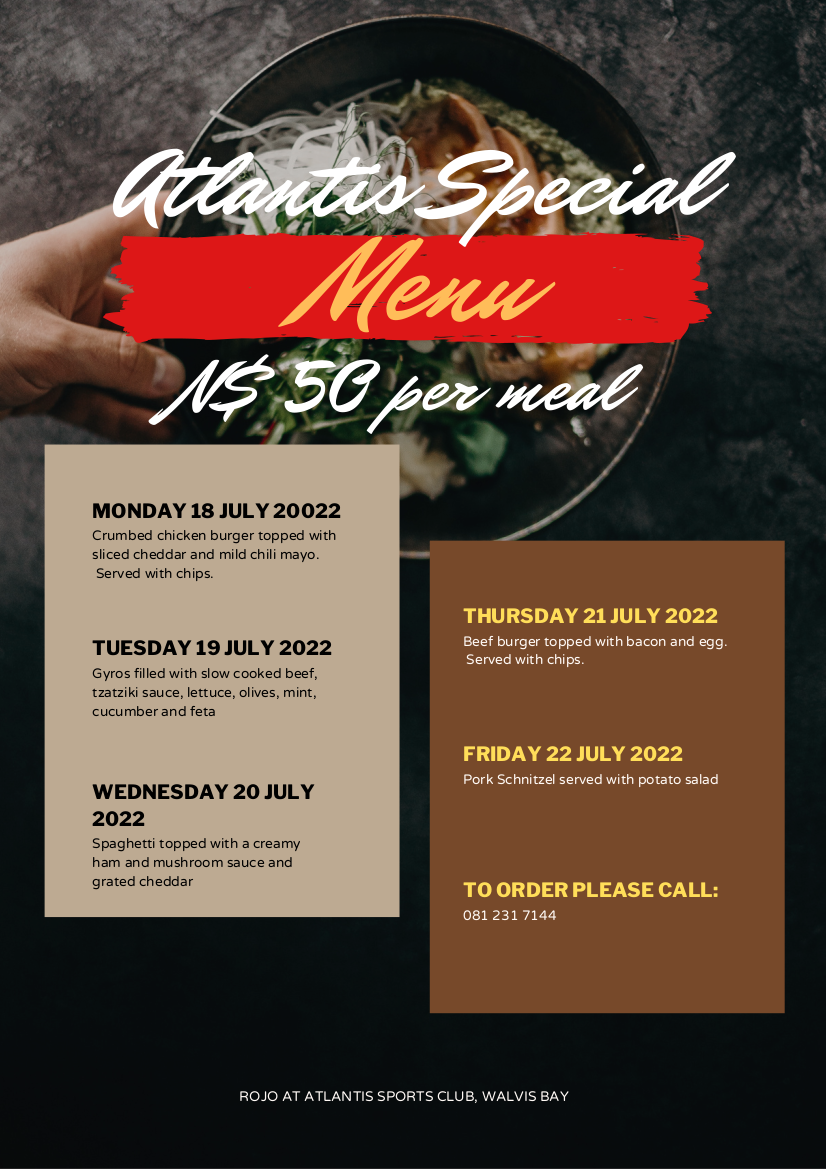 Atlantis Special
Menu
N$ 50 per meal
MONDAY 18 JULY 20022
Crumbed chicken burger topped with
sliced cheddar and mild chili mayo.
Served with chips.
TUESDAY 19 JULY 2022
Gyros filled with slow cooked beef,
tzatziki sauce, lettuce, olives, mint,
cucumber and feta
WEDNESDAY 20 JULY
2022
Spaghetti topped with a creamy
ham and mushroom sauce and
grated cheddar
THURSDAY 21 JULY 2022
Beef burger topped with bacon and egg.
Served with chips.
FRIDAY 22 JULY 2022
Pork Schnitzel served with potato salad
TO ORDER PLEASE CALL:
081 231 7144
ROJO AT ATLANTIS SPORTS CLUB, WALVIS BAY